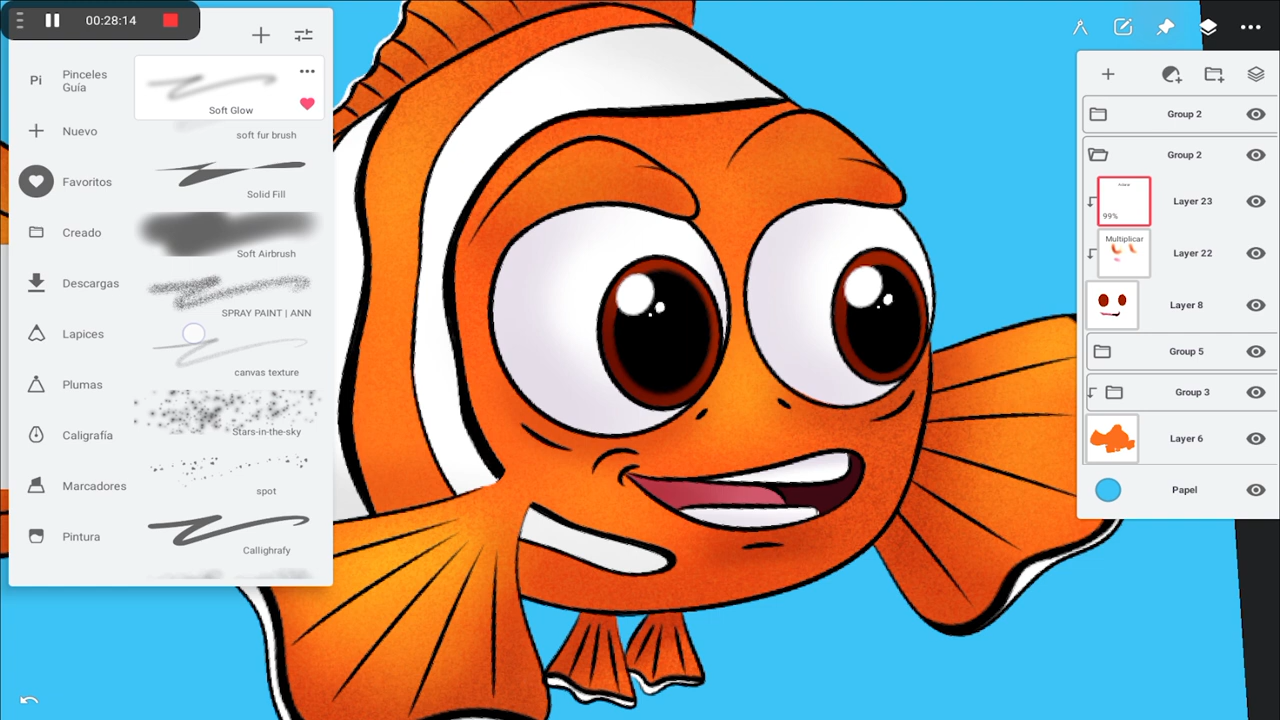 00:28:14
Pi
Pinceles
Guía
Nuevo
Favoritos
Creado
Descargas
Lapices
Plumas
Caligrafía
Marcadores
Pintura
Soft Glow
soft fur brush
Solid Fill
Soft Airbrush
SPRAY PAINT | ANN
canvas texture
Stars-in-the-sky
spot
Callighrafy
Group 2
Group 2
99%
Layer 23
Multiplicar
Layer 22
Layer 8
Group 5
Group 3
Layer 6
Papel